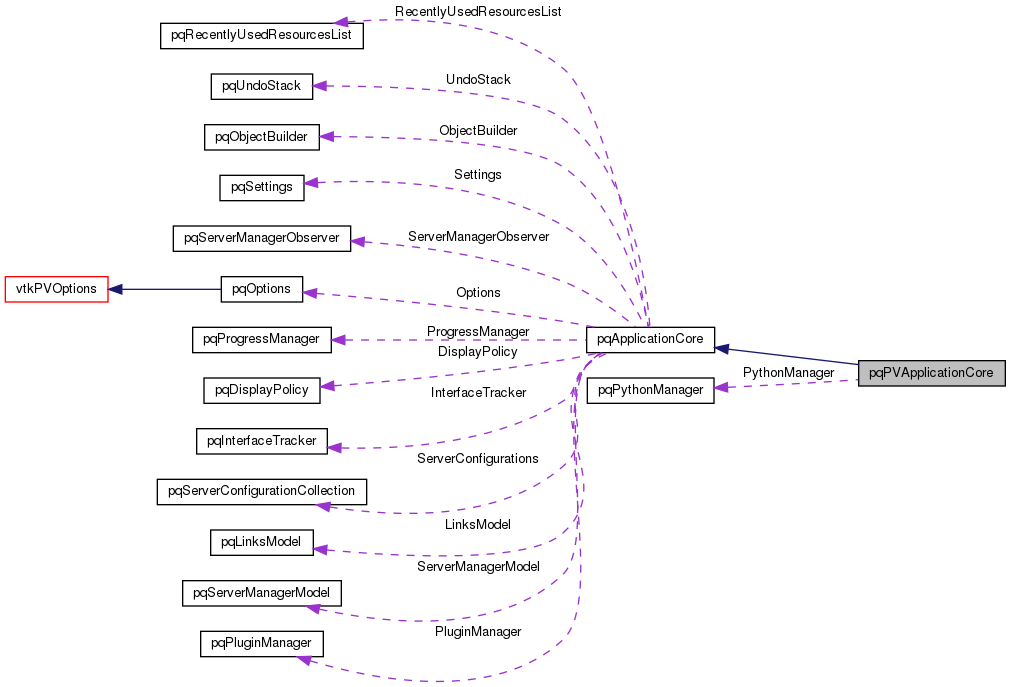 RecentlyUsedResourcesList
pqRecentlyUsedResourcesList
UndoStack
pqUndoStack
ObjectBuilder
pqObjectBuilder
Settings
pqSettings
ServerManagerObserver
pqServerManagerObserver
vtkPVOptions
pqOptions
Options
ProgressManager
pqProgressManager
pqApplicationCore
DisplayPolicy
PythonManager
pqPVApplicationCore
pqDisplayPolicy
InterfaceTracker
pqPythonManager
pqInterfaceTracker
ServerConfigurations
pqServerConfigurationCollection
LinksModel
pqLinksModel
ServerManagerModel
pqServerManagerModel
PluginManager
pqPluginManager